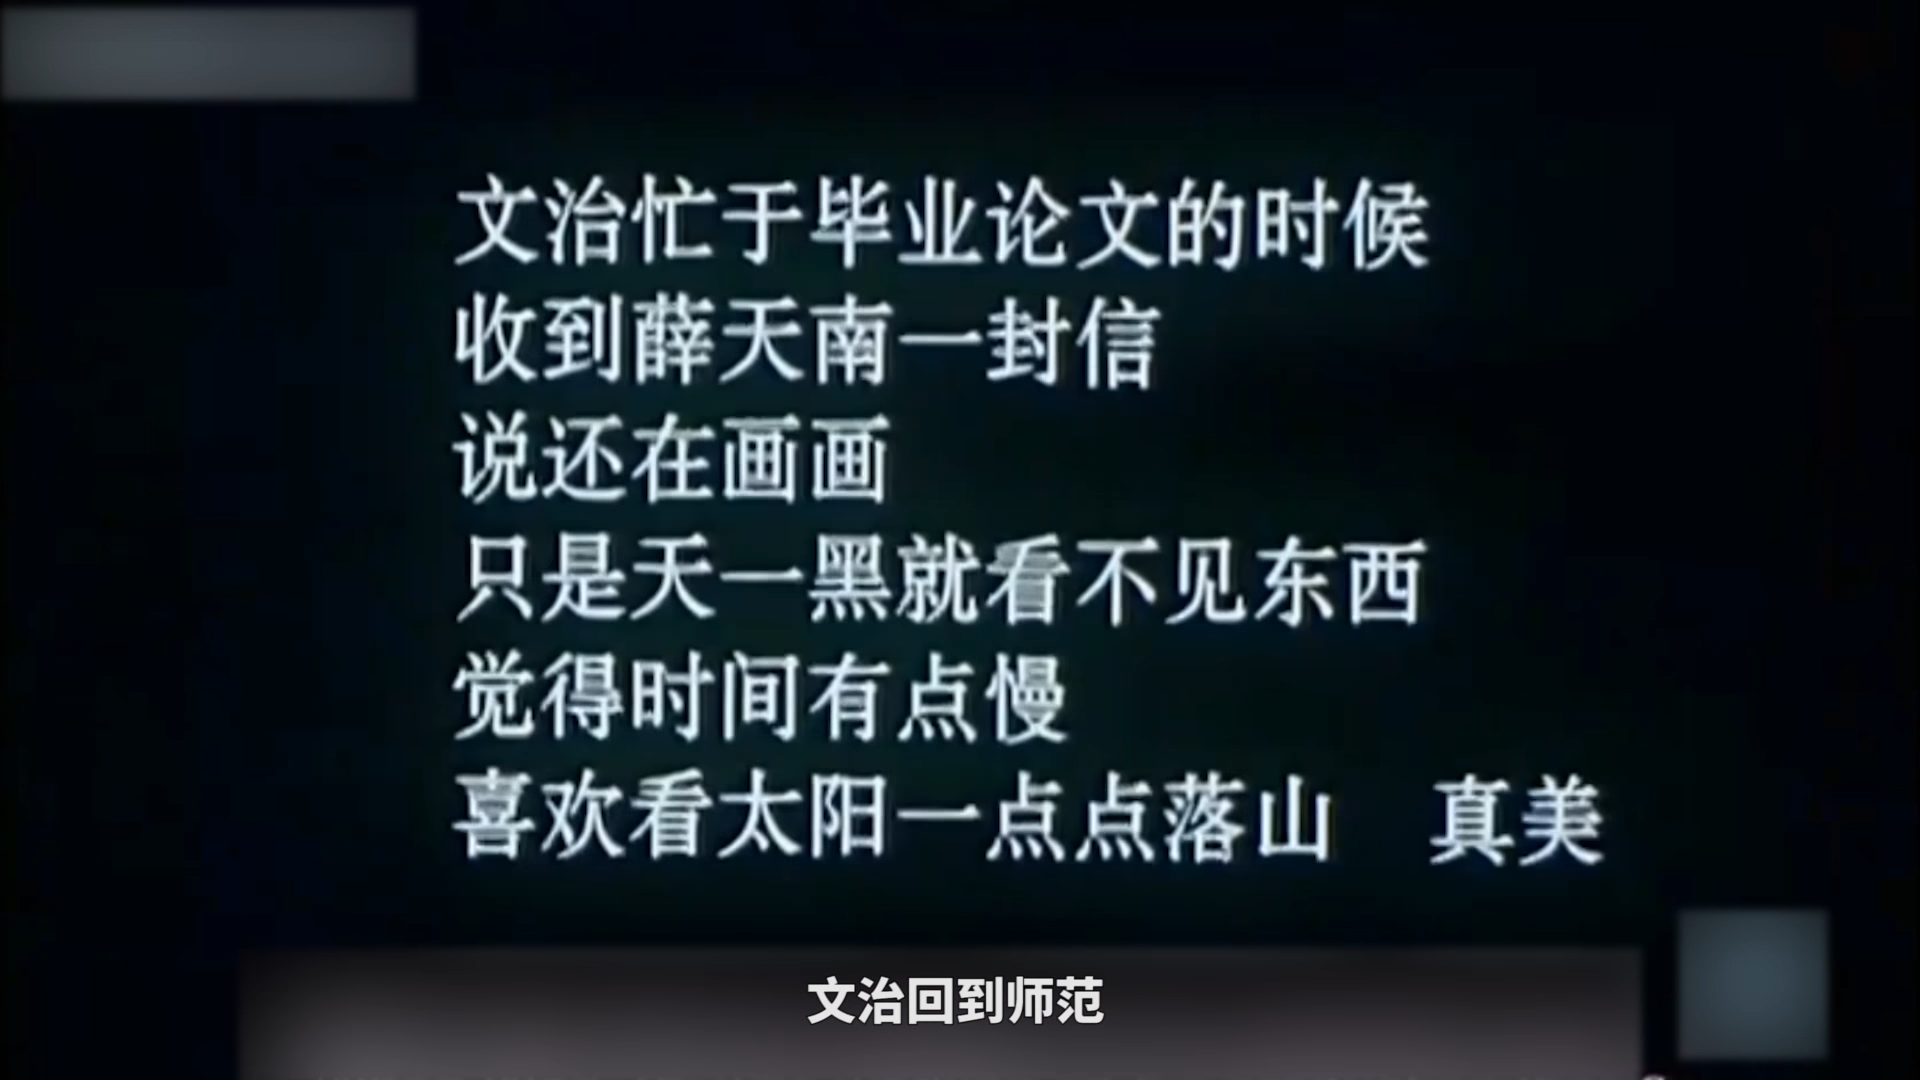 文治忙于毕业论文的时候
收到薛天南一封信
说还在画画
只是天一黑就看不见东西
觉得时间有点慢
喜欢看太阳一点点落山　真美
文治回到师范